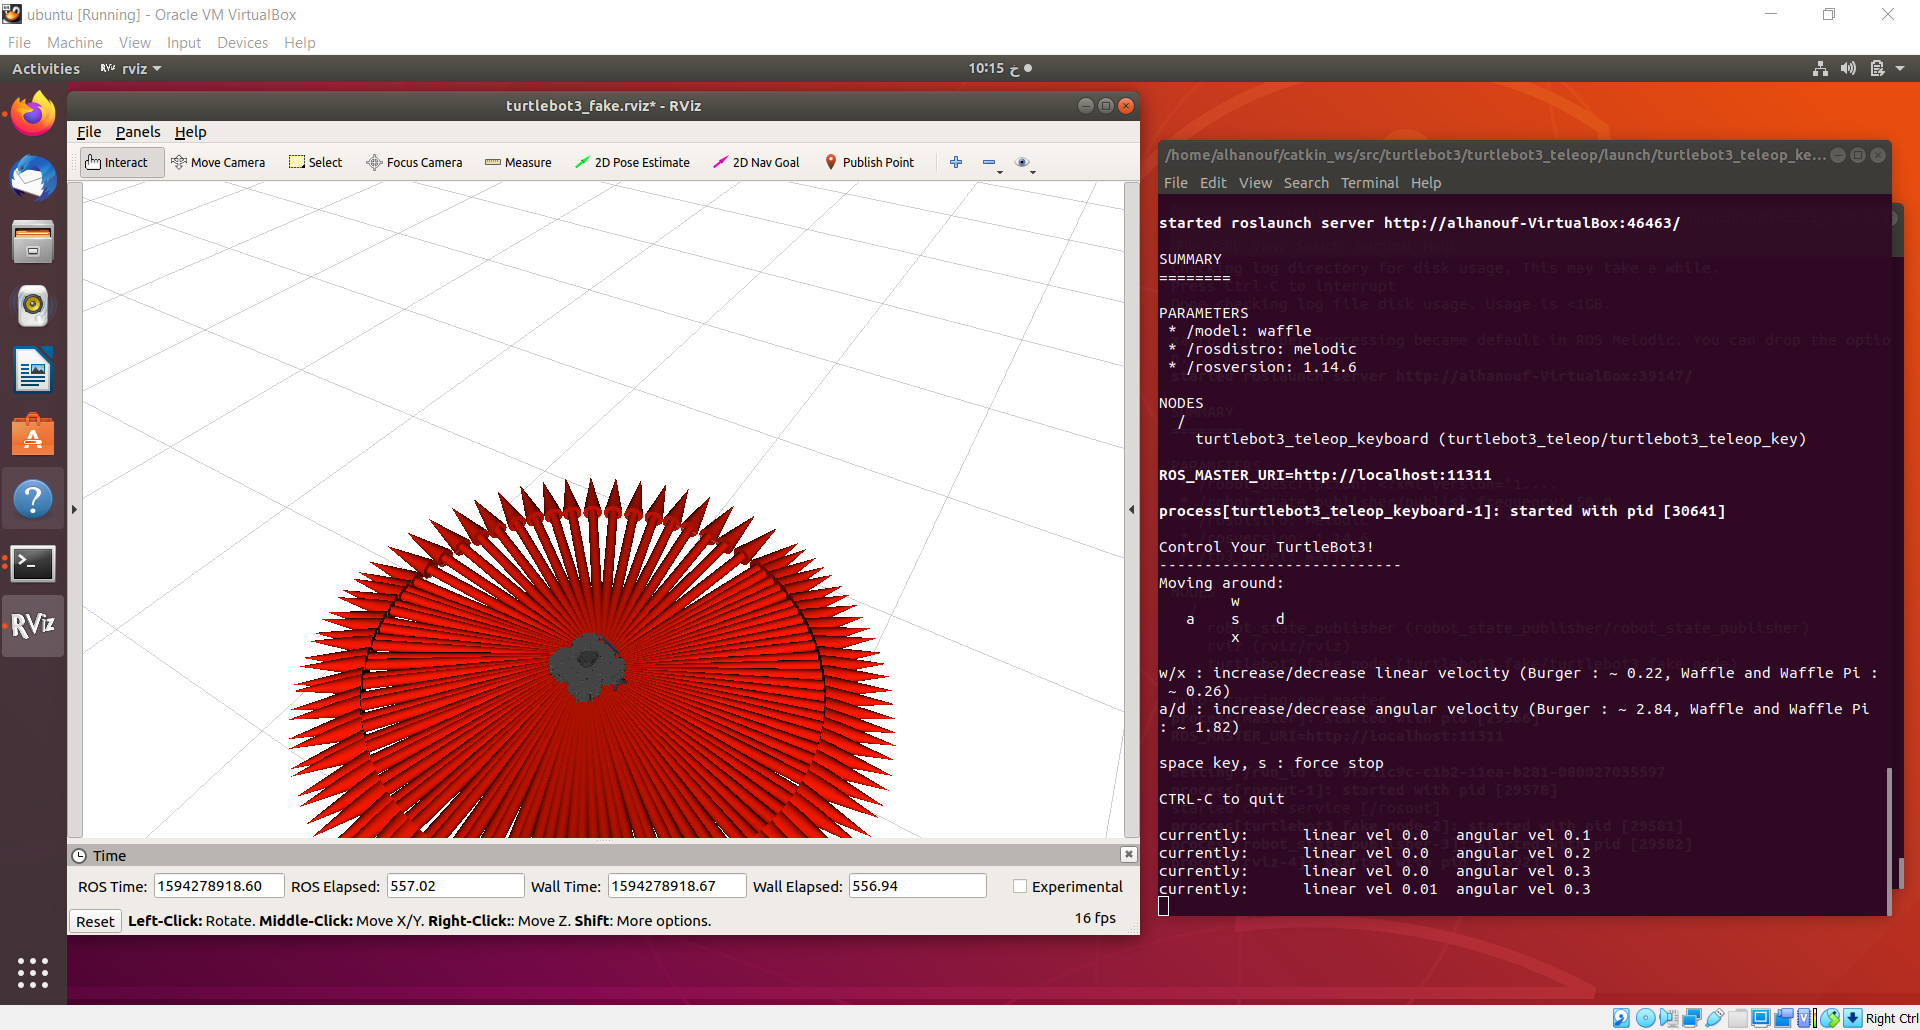 ubuntu [Running] - Oracle VM VirtualBox
File Machine View Input Devices Help
Activities RViz rviz 10:15 ح
turtlebot3_fake.rviz* - RViz
File Panels Help
Interact Move Camera Select Focus Camera Measure 2D Pose Estimate 2D Nav Goal Publish Point
RViz
Time
ROS Time: 1594278918.60 ROS Elapsed: 557.02 Wall Time: 1594278918.67 Wall Elapsed: 556.94 Experimental
Reset Left-Click: Rotate. Middle-Click: Move X/Y. Right-Click:: Move Z. Shift: More options. 16 fps
/home/alhanouf/catkin_ws/src/turtlebot3/turtlebot3_teleop/launch/turtlebot3_teleop_ke...
File Edit View Search Terminal Help
started roslaunch server http://alhanouf-VirtualBox:46463/
SUMMARY
========
PARAMETERS
* /model: waffle
* /rosdistro: melodic
* /rosversion: 1.14.6
NODES
/
turtlebot3_teleop_keyboard (turtlebot3_teleop/turtlebot3_teleop_key)
ROS_MASTER_URI=http://localhost:11311
process[turtlebot3_teleop_keyboard-1]: started with pid [30641]
Control Your TurtleBot3!
---------------------------
Moving around:
w
a s d
x
w/x : increase/decrease linear velocity (Burger : ~ 0.22, Waffle and Waffle Pi :
~ 0.26)
a/d : increase/decrease angular velocity (Burger : ~ 2.84, Waffle and Waffle Pi
: ~ 1.82)
space key, s : force stop
CTRL-C to quit
currently: linear vel 0.0 angular vel 0.1
currently: linear vel 0.0 angular vel 0.2
currently: linear vel 0.0 angular vel 0.3
currently: linear vel 0.01 angular vel 0.3
Right Ctrl